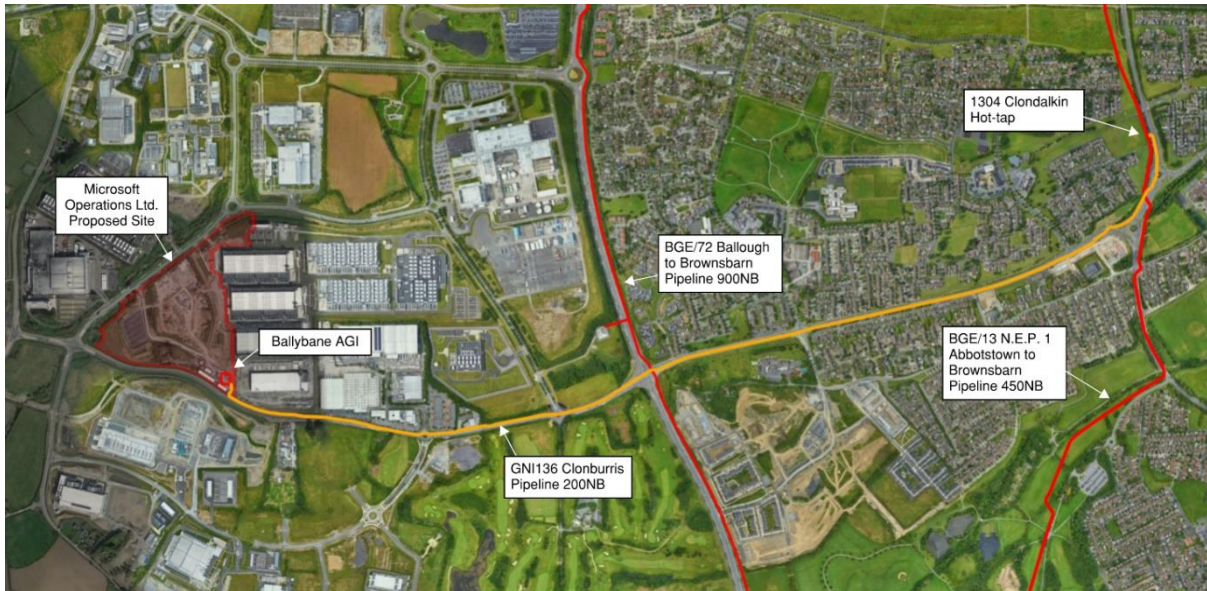 1304 Clondalkin
Hot-tap
Microsoft
Operations Ltd.
Proposed Site
BGE/72 Ballough
to Brownsbarn
Pipeline 900NB
Ballybane AGI
BGE/13 N.E.P. 1
Abbotstown to
Brownsbarn
Pipeline 450NB
GNI136 Clonburris
Pipeline 200NB